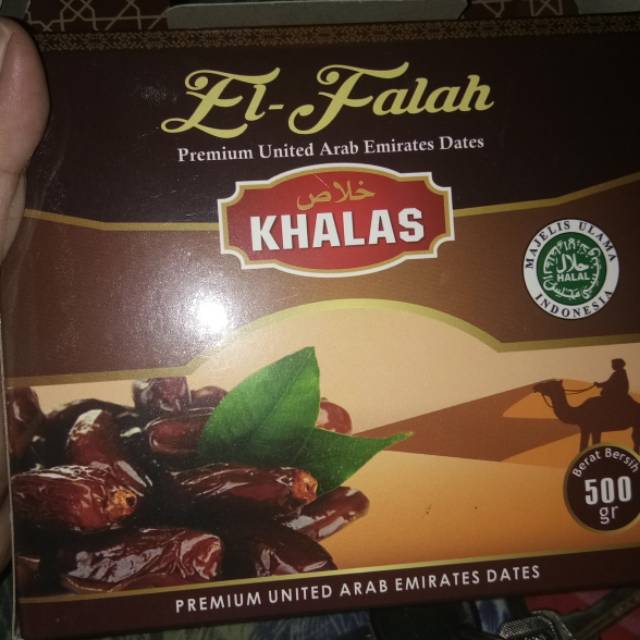 El-Falah
Premium United Arab Emirates Dates
خلاص
KHALAS
MAJELIS ULAMA
حلال
HALAL
INDONESIA
Berat Bersih
500
gr
PREMIUM UNITED ARAB EMIRATES DATES